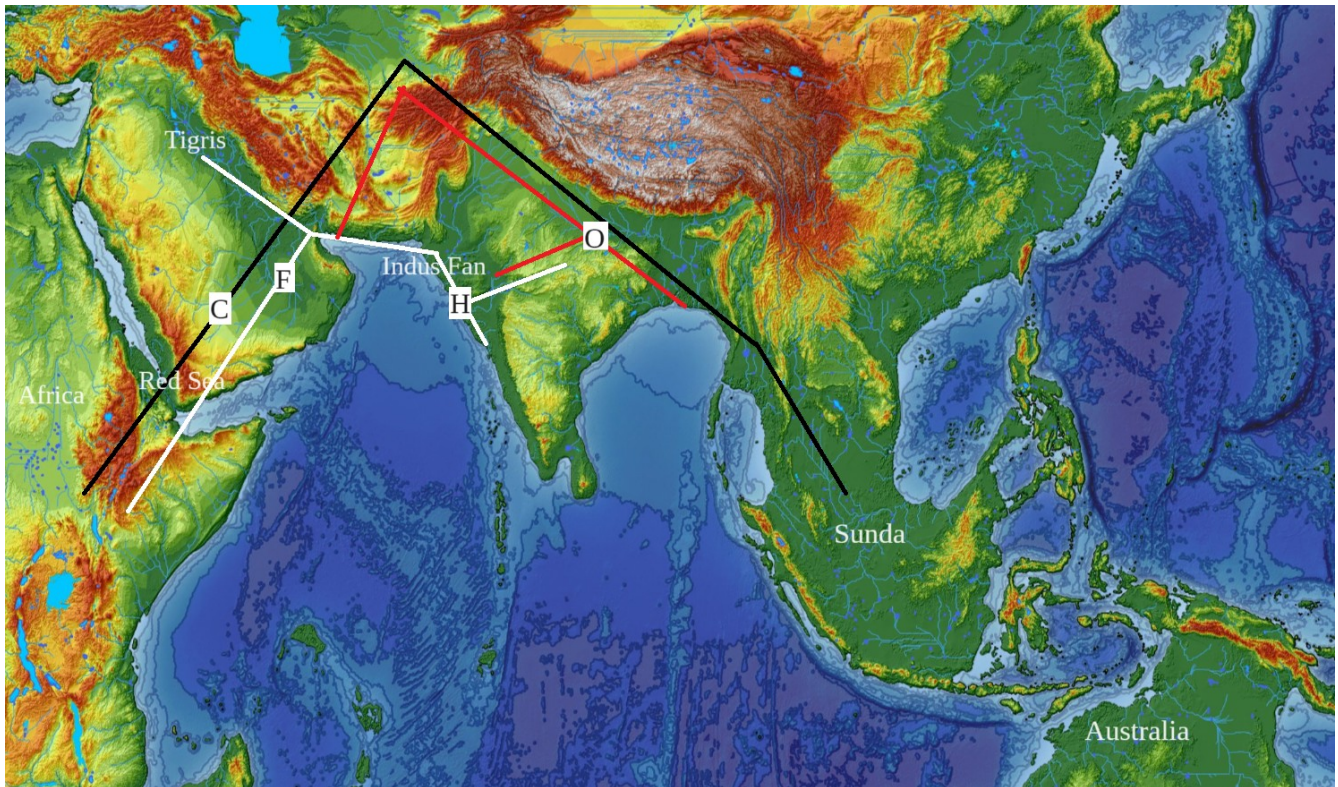 Tigris
O
Indus Fan
F
H
C
Red Sea
Africa
Sunda
Australia